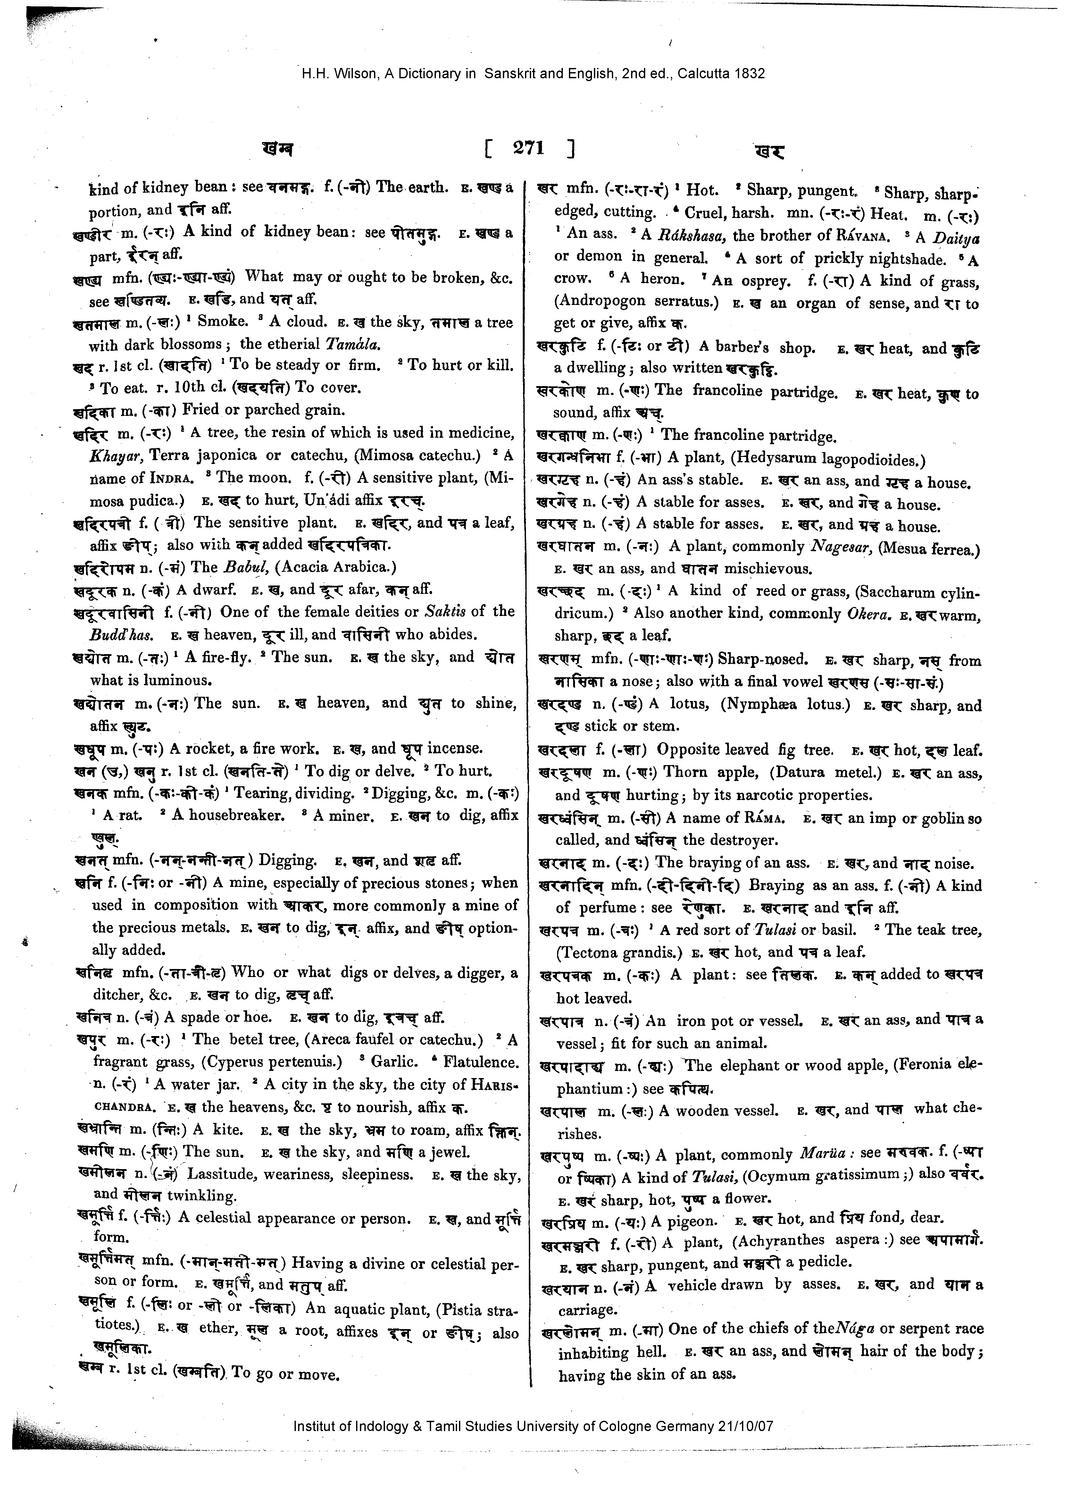 H.H. Wilson, A Dictionary in Sanskrit and English, 2nd ed., Calcutta 1832
खम्ब
[ 271 ]
खर
kind of kidney bean : see वनमुद्ग. f. (-नी) The earth. E. खण्ड a
portion, and इनि aff.
खण्डीर m. (-रः) A kind of kidney bean : see पीतमुद्ग. E. खण्ड a
part, ईरन् aff.
खण्ड्य mfn. (ण्ड्यः-ण्ड्या-ण्ड्यं) What may or ought to be broken, &c.
see खण्डितव्य. E. खडि, and यत् aff.
खतमाल m. (-लः) ¹ Smoke. ² A cloud. E. ख the sky, तमाल a tree
with dark blossoms ; the etherial Tamála.
खद् r. 1st cl. (खादति) ¹ To be steady or firm. ² To hurt or kill.
³ To eat. r. 10th cl. (खदयति) To cover.
खदिका m. (-का) Fried or parched grain.
खदिर m. (-रः) ¹ A tree, the resin of which is used in medicine,
Khayar, Terra japonica or catechu, (Mimosa catechu.) ² A
name of INDRA. ³ The moon. f. (-री) A sensitive plant, (Mi-
mosa pudica.) E. खद to hurt, Un'ádi affix इरच्.
खदिरपत्री f. ( त्री) The sensitive plant. E. खदिर, and पत्र a leaf,
affix ङीप्; also with कन् added खदिरपत्रिका.
खदिरोपम n. (-मं) The Babul, (Acacia Arabica.)
खदूरक n. (-कं) A dwarf. E. ख, and दूर afar, कन् aff.
खदूरवासिनी f. (-नी) One of the female deities or Saktis of the
Budd'has. E. ख heaven, दूर ill, and वासिनी who abides.
खद्योत m. (-तः) ¹ A fire-fly. ² The sun. E. ख the sky, and द्योत
what is luminous.
खद्योतन m. (-नः) The sun. E. ख heaven, and द्युत to shine,
affix ल्युट.
खधूप m. (-पः) A rocket, a fire work. E. ख, and धूप incense.
खन (उ,) खनु r. 1st cl. (खनति-ते) ¹ To dig or delve. ² To hurt.
खनक mfn. (-कः-की-कं) ¹ Tearing, dividing. ² Digging, &c. m. (-कः)
¹ A rat. ² A housebreaker. ³ A miner. E. खन to dig, affix
ष्वुन्.
खनत् mfn. (-नन्-नन्ती-नत्) Digging. E. खन, and शतृ aff.
खनि f. (-निः or -नी) A mine, especially of precious stones ; when
used in composition with आकर, more commonly a mine of
the precious metals. E. खन to dig, इन् affix, and ङीष् option-
ally added.
खनितृ mfn. (-ता-त्री-तृ) Who or what digs or delves, a digger, a
ditcher, &c. E. खन to dig, तृच् aff.
खनित्र n. (-त्रं) A spade or hoe. E. खन to dig, इत्रच् aff.
खपुर m. (-रः) ¹ The betel tree, (Areca faufel or catechu.) ² A
fragrant grass, (Cyperus pertenuis.) ³ Garlic. ⁴ Flatulence.
n. (-रं) ¹ A water jar. ² A city in the sky, the city of HARIS-
CHANDRA. E. ख the heavens, &c. पृ to nourish, affix क.
खभ्रान्ति m. (न्तिः) A kite. E. ख the sky, भ्रम to roam, affix क्तिन्.
खमणि m. (-णिः) The sun. E. ख the sky, and मणि a jewel.
खमीलन n. (-नं) Lassitude, weariness, sleepiness. E. ख the sky,
and मीलन twinkling.
खमूर्त्ति f. (-र्त्तिः) A celestial appearance or person. E. ख, and मूर्त्ति
form.
खमूर्त्तिमत् mfn. (-मान्-मती-मत्) Having a divine or celestial per-
son or form. E. खमूर्त्ति, and मतुप् aff.
खमूलि f. (-लिः or -ली or -लिका) An aquatic plant, (Pistia stra-
tiotes.) E. ख ether, मूल a root, affixes इन् or ङीष्; also
खमूलिका.
खम्ब r. 1st cl. (खम्बति) To go or move.
खर mfn. (-रः-रा-रं) ¹ Hot. ² Sharp, pungent. ³ Sharp, sharp-
edged, cutting. ⁴ Cruel, harsh. mn. (-रः-रं) Heat. m. (-रः)
¹ An ass. ² A Rákshasa, the brother of RÁVANA. ³ A Daitya
or demon in general. ⁴ A sort of prickly nightshade. ⁵ A
crow. ⁶ A heron. ⁷ An osprey. f. (-रा) A kind of grass,
(Andropogon serratus.) E. ख an organ of sense, and रा to
get or give, affix क.
खरकुटि f. (-टिः or टी) A barber's shop. E. खर heat, and कुटि
a dwelling ; also written खरकुट्टि.
खरकोण m. (-णः) The francoline partridge. E. खर heat, कुण to
sound, affix अच्.
खरक्वाण m. (-णः) ¹ The francoline partridge.
खरगन्धनिभा f. (-भा) A plant, (Hedysarum lagopodioides.)
खरगृह n. (-हं) An ass's stable. E. खर an ass, and गृह a house.
खरगेह n. (-हं) A stable for asses. E. खर, and गेह a house.
खरग्रह n. (-हं) A stable for asses. E. खर, and ग्रह a house.
खरघातन m. (-नः) A plant, commonly Nagesar, (Mesua ferrea.)
E. खर an ass, and घातन mischievous.
खरच्छद m. (-दः) ¹ A kind of reed or grass, (Saccharum cylin-
dricum.) ² Also another kind, commonly Okera. E. खर warm,
sharp, छद a leaf.
खरणस् mfn. (-णाः-णाः-णः) Sharp-nosed. E. खर sharp, नस् from
नासिका a nose ; also with a final vowel खरणस (-सः-सा-सं.)
खरदण्ड n. (-ण्डं) A lotus, (Nymphæa lotus.) E. खर sharp, and
दण्ड stick or stem.
खरदला f. (-ला) Opposite leaved fig tree. E. खर hot, दल leaf.
खरदूषण m. (-णः) Thorn apple, (Datura metel.) E. खर an ass,
and दूषण hurting ; by its narcotic properties.
खरध्वंसिन् m. (-सी) A name of RÁMA. E. खर an imp or goblin so
called, and ध्वंसिन् the destroyer.
खरनाद m. (-दः) The braying of an ass. E. खर, and नाद noise.
खरनादिन् mfn. (-दी-दिनी-दि) Braying as an ass. f. (-नी) A kind
of perfume : see रेणुका. E. खरनाद and इनि aff.
खरपत्र m. (-त्रः) ¹ A red sort of Tulasi or basil. ² The teak tree,
(Tectona grandis.) E. खर hot, and पत्र a leaf.
खरपत्रक m. (-कः) A plant : see तिलक. E. कन् added to खरपत्र
hot leaved.
खरपात्र n. (-त्रं) An iron pot or vessel. E. खर an ass, and पात्र a
vessel ; fit for such an animal.
खरपादाढ्य m. (-ढ्यः) The elephant or wood apple, (Feronia ele-
phantium :) see कपित्थ.
खरपाल m. (-लः) A wooden vessel. E. खर, and पाल what che-
rishes.
खरपुष्प m. (-ष्पः) A plant, commonly Marüa : see मरुवक. f. (-ष्पा
or ष्पिका) A kind of Tulasi, (Ocymum gratissimum ;) also वर्वर.
E. खर sharp, hot, पुष्प a flower.
खरप्रिय m. (-यः) A pigeon. E. खर hot, and प्रिय fond, dear.
खरमञ्जरी f. (-री) A plant, (Achyranthes aspera :) see अपामार्ग.
E. खर sharp, pungent, and मञ्जरी a pedicle.
खरयान n. (-नं) A vehicle drawn by asses. E. खर, and यान a
carriage.
खरलोमन् m. (-मा) One of the chiefs of the Nága or serpent race
inhabiting hell. E. खर an ass, and लोमन् hair of the body ;
having the skin of an ass.
Institut of Indology & Tamil Studies University of Cologne Germany 21/10/07